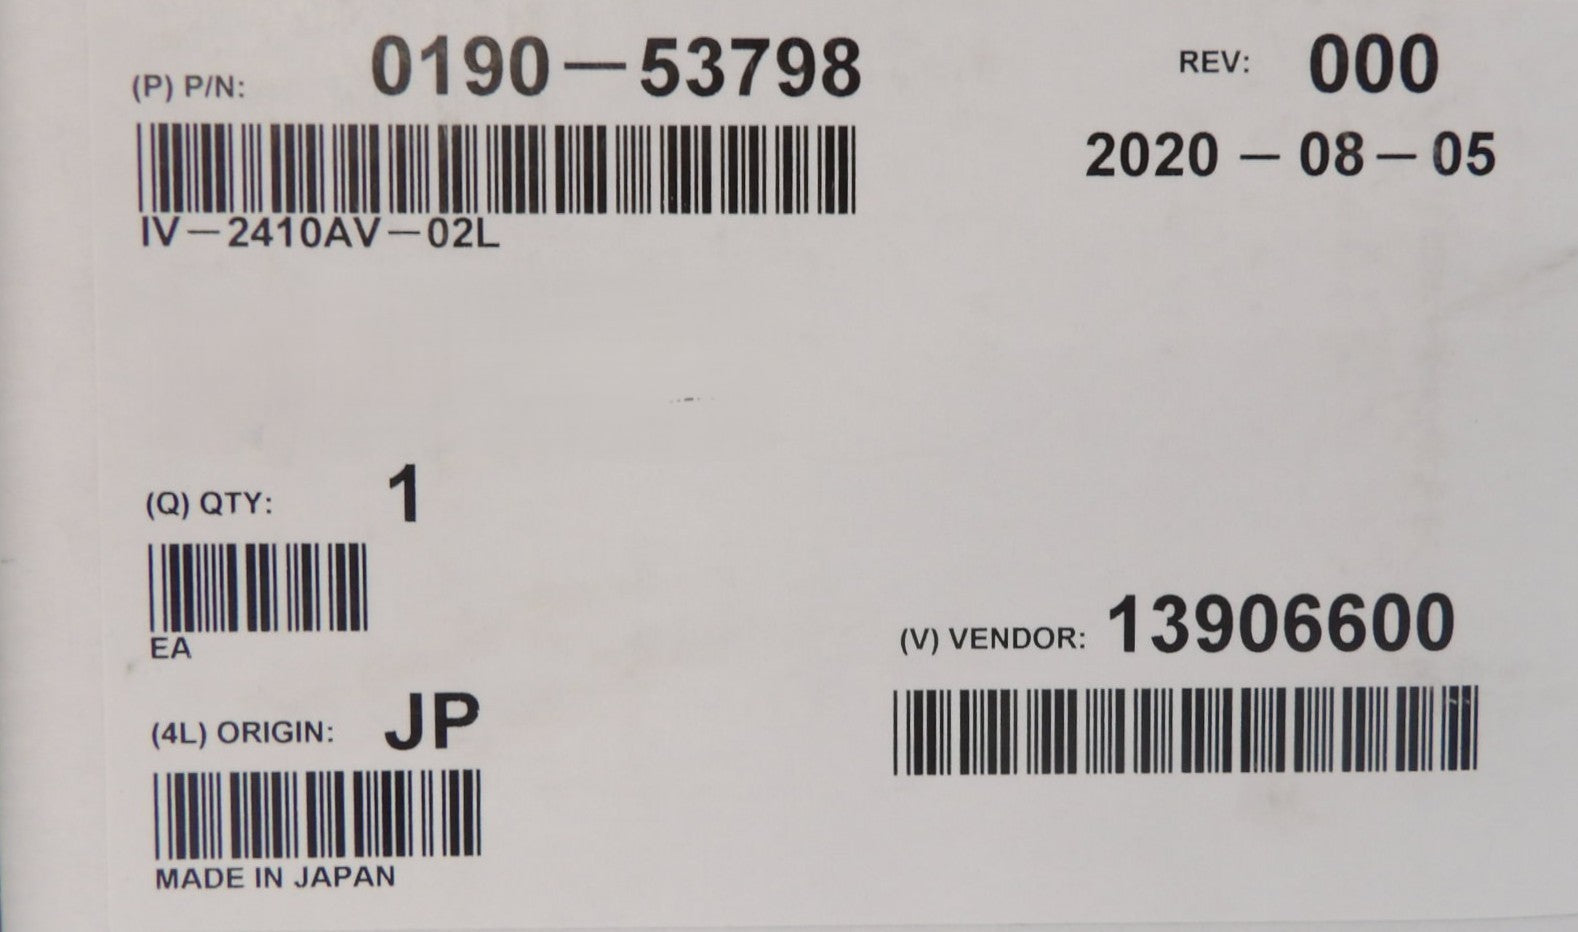 (P) P/N: 0190-53798
REV: 000
2020-08-05
IV-2410AV-02L
(Q) QTY: 1
EA
(V) VENDOR: 13906600
(4L) ORIGIN: JP
MADE IN JAPAN